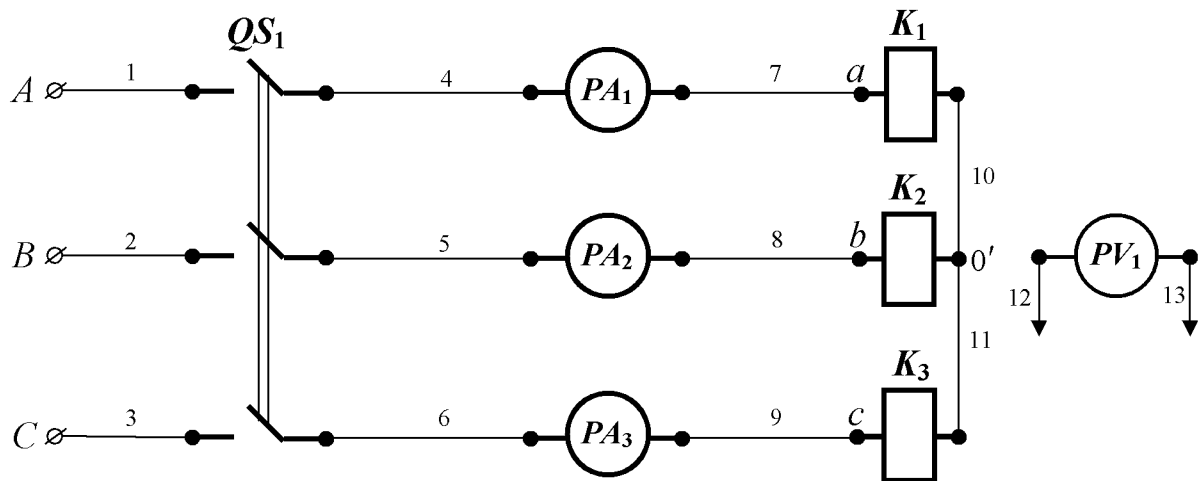 QS₁ K₁
A 1 4 PA₁ 7 a
10
K₂
B 2 5 PA₂ 8 b 0′ PV₁
12 13
11
K₃
C 3 6 PA₃ 9 c